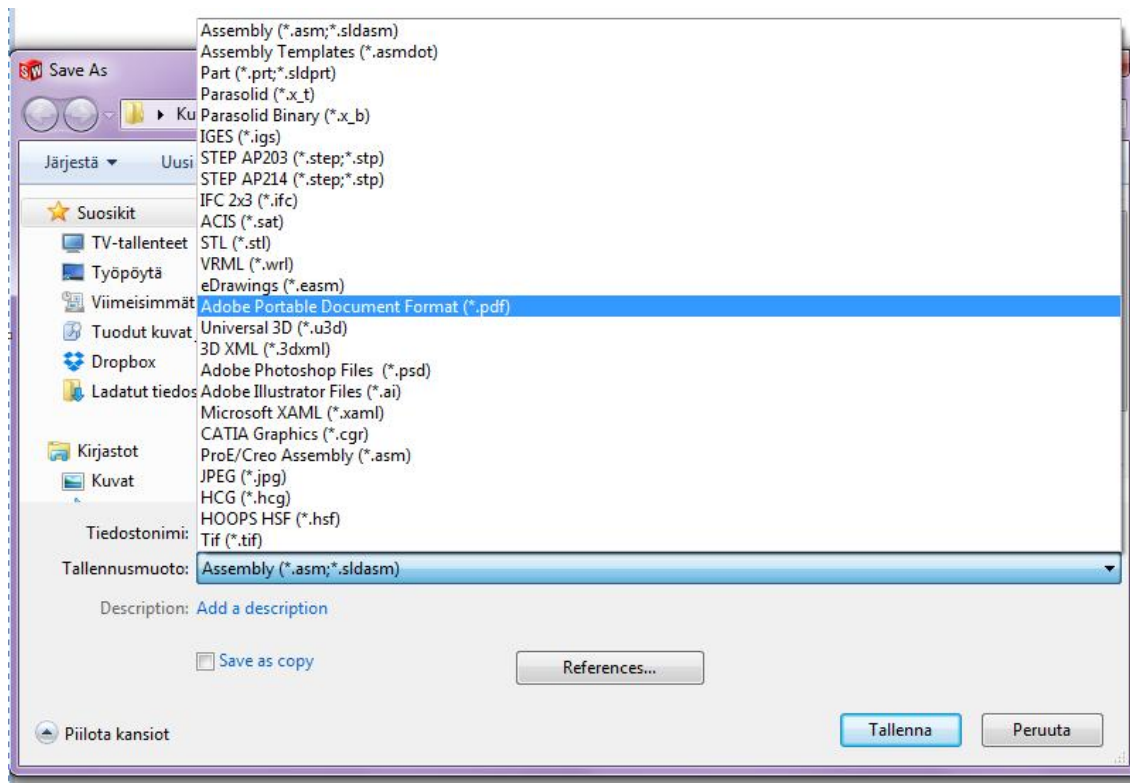 Assembly (*.asm;*.sldasm)
Assembly Templates (*.asmdot)
Part (*.prt;*.sldprt)
Parasolid (*.x_t)
Parasolid Binary (*.x_b)
IGES (*.igs)
STEP AP203 (*.step;*.stp)
STEP AP214 (*.step;*.stp)
IFC 2x3 (*.ifc)
ACIS (*.sat)
STL (*.stl)
VRML (*.wrl)
eDrawings (*.easm)
Adobe Portable Document Format (*.pdf)
Universal 3D (*.u3d)
3D XML (*.3dxml)
Adobe Photoshop Files (*.psd)
Adobe Illustrator Files (*.ai)
Microsoft XAML (*.xaml)
CATIA Graphics (*.cgr)
ProE/Creo Assembly (*.asm)
JPEG (*.jpg)
HCG (*.hcg)
HOOPS HSF (*.hsf)
Tif (*.tif)
SW Save As
Ku
Järjestä Uusi
Suosikit
TV-tallenteet
Työpöytä
Viimeisimmät
Tuodut kuvat
Dropbox
Ladatut tiedos
Kirjastot
Kuvat
Tiedostonimi:
Tallennusmuoto: Assembly (*.asm;*.sldasm)
Description: Add a description
Save as copy
References...
Piilota kansiot
Tallenna
Peruuta